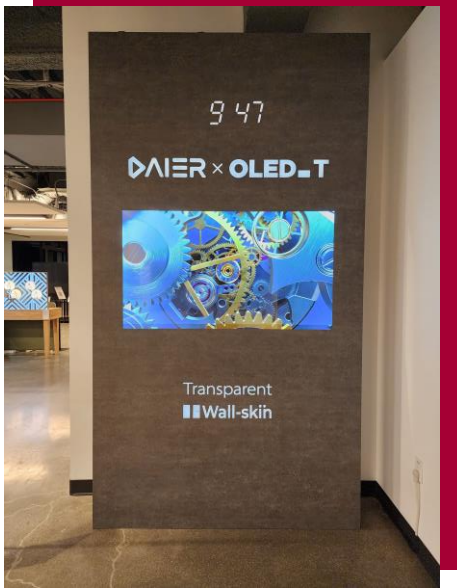 9 47
DAIER × OLED_T
Transparent
Wall-skin